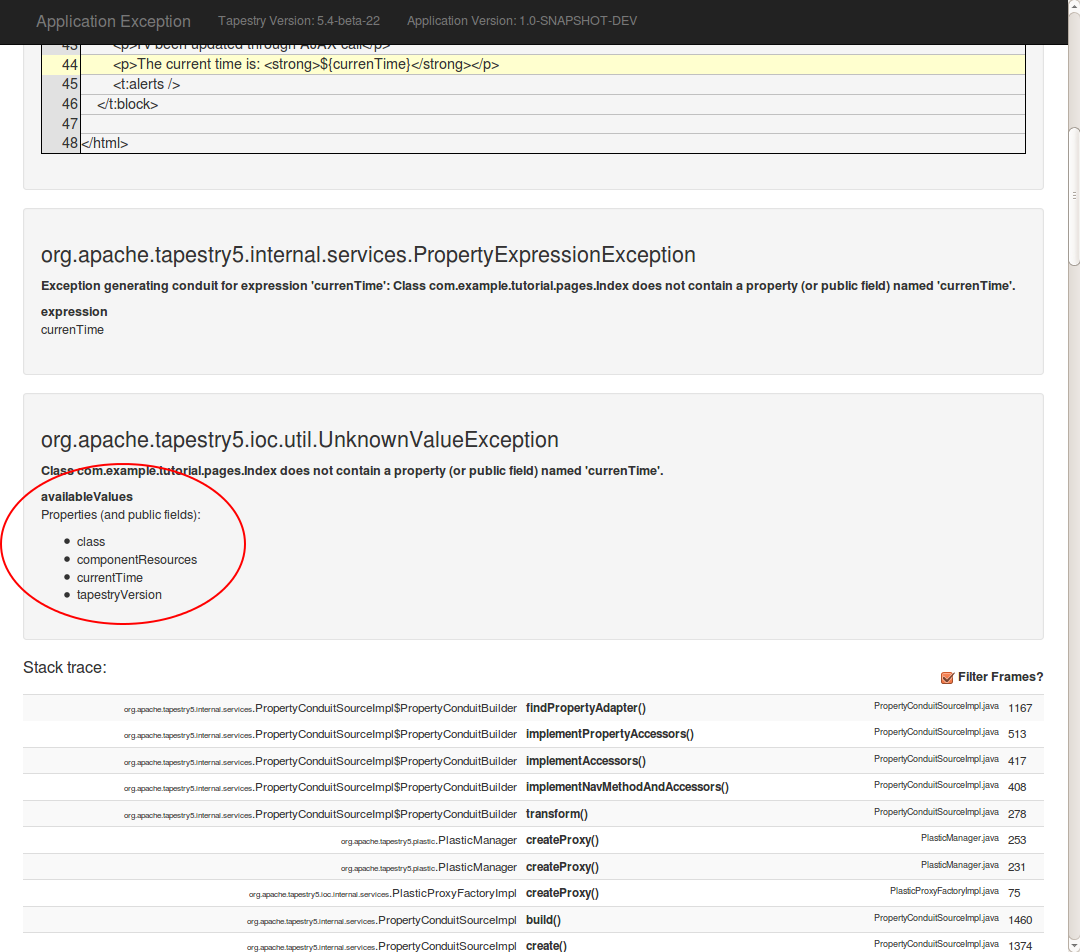 Application Exception Tapestry Version: 5.4-beta-22 Application Version: 1.0-SNAPSHOT-DEV
43 <p>I've been updated through AJAX call</p>
44 <p>The current time is: <strong>${currenTime}</strong></p>
45 <t:alerts />
46 </t:block>
47
48 </html>
org.apache.tapestry5.internal.services.PropertyExpressionException
Exception generating conduit for expression 'currenTime': Class com.example.tutorial.pages.Index does not contain a property (or public field) named 'currenTime'.
expression
currenTime
org.apache.tapestry5.ioc.util.UnknownValueException
Class com.example.tutorial.pages.Index does not contain a property (or public field) named 'currenTime'.
availableValues
Properties (and public fields):
class
componentResources
currentTime
tapestryVersion
Stack trace:
Filter Frames?
org.apache.tapestry5.internal.services.PropertyConduitSourceImpl$PropertyConduitBuilder findPropertyAdapter() PropertyConduitSourceImpl.java 1167
org.apache.tapestry5.internal.services.PropertyConduitSourceImpl$PropertyConduitBuilder implementPropertyAccessors() PropertyConduitSourceImpl.java 513
org.apache.tapestry5.internal.services.PropertyConduitSourceImpl$PropertyConduitBuilder implementAccessors() PropertyConduitSourceImpl.java 417
org.apache.tapestry5.internal.services.PropertyConduitSourceImpl$PropertyConduitBuilder implementNavMethodAndAccessors() PropertyConduitSourceImpl.java 408
org.apache.tapestry5.internal.services.PropertyConduitSourceImpl$PropertyConduitBuilder transform() PropertyConduitSourceImpl.java 278
org.apache.tapestry5.plastic.PlasticManager createProxy() PlasticManager.java 253
org.apache.tapestry5.plastic.PlasticManager createProxy() PlasticManager.java 231
org.apache.tapestry5.ioc.internal.services.PlasticProxyFactoryImpl createProxy() PlasticProxyFactoryImpl.java 75
org.apache.tapestry5.internal.services.PropertyConduitSourceImpl build() PropertyConduitSourceImpl.java 1460
org.apache.tapestry5.internal.services.PropertyConduitSourceImpl create() PropertyConduitSourceImpl.java 1374